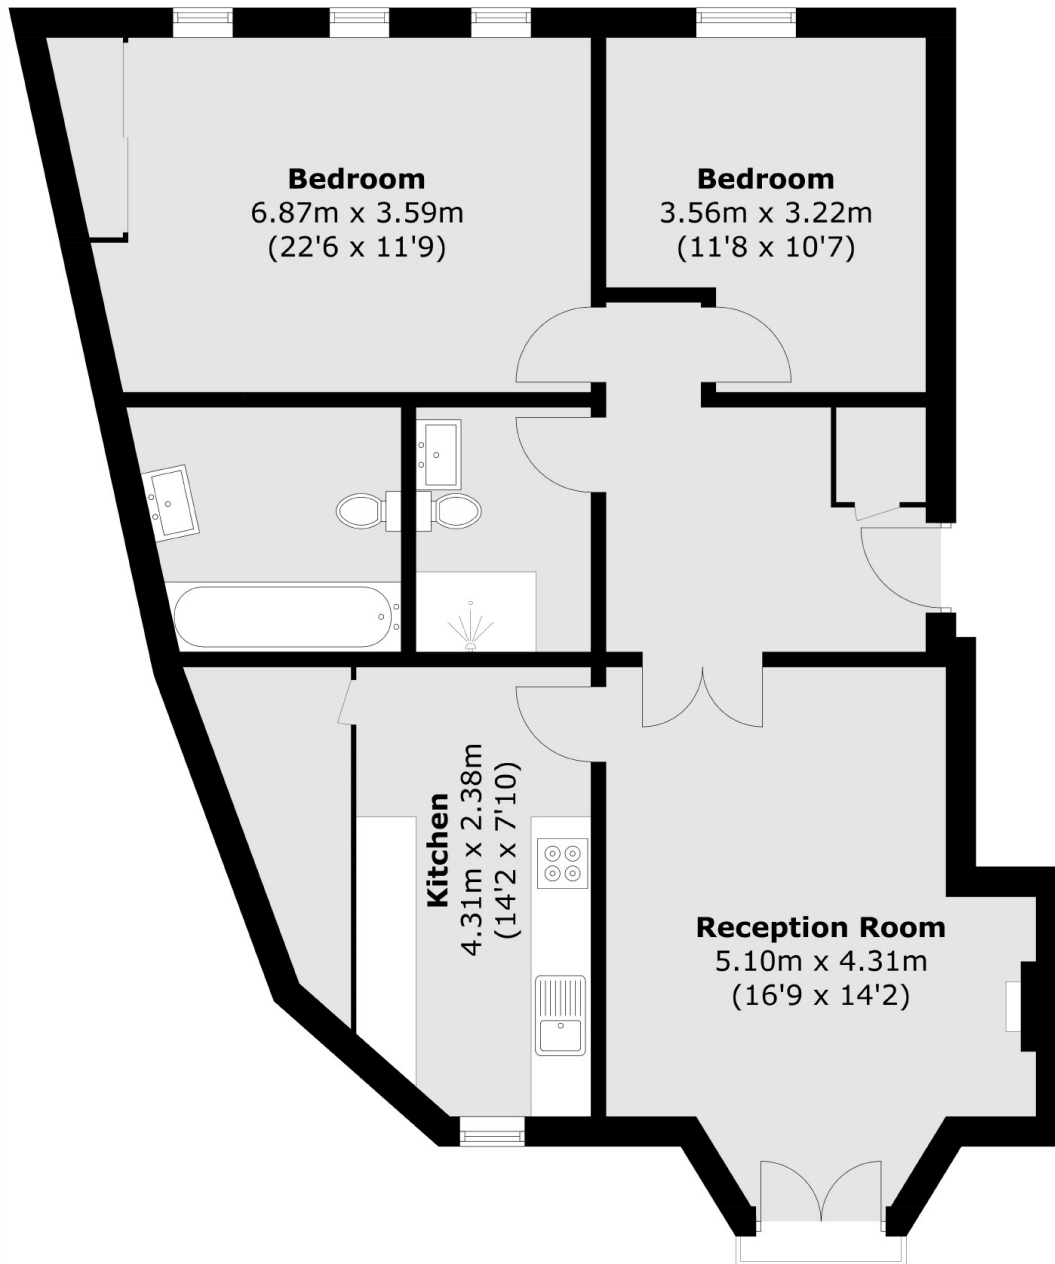 Bedroom
6.87m x 3.59m
(22'6 x 11'9)
Bedroom
3.56m x 3.22m
(11'8 x 10'7)
Kitchen
4.31m x 2.38m
(14'2 x 7'10)
Reception Room
5.10m x 4.31m
(16'9 x 14'2)